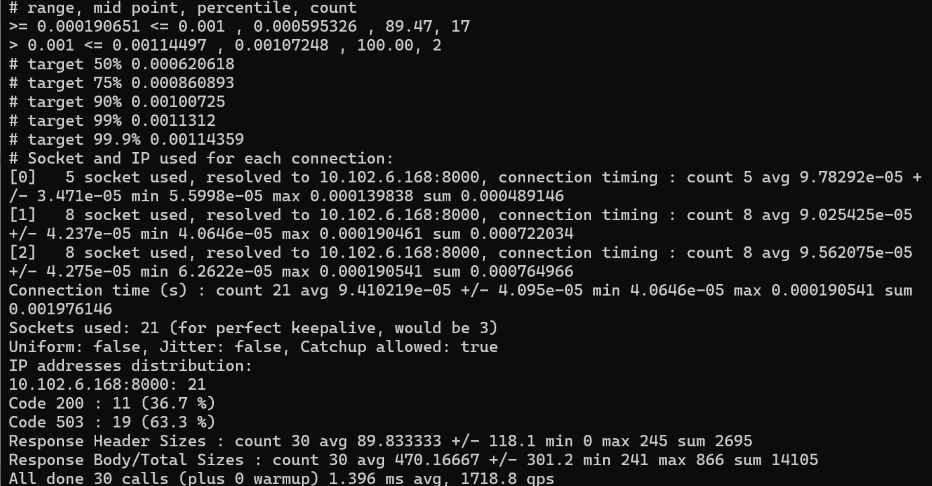 # range, mid point, percentile, count
>= 0.000190651 <= 0.001 , 0.000595326 , 89.47, 17
> 0.001 <= 0.00114497 , 0.00107248 , 100.00, 2
# target 50% 0.000620618
# target 75% 0.000860893
# target 90% 0.00100725
# target 99% 0.0011312
# target 99.9% 0.00114359
# Socket and IP used for each connection:
[0]   5 socket used, resolved to 10.102.6.168:8000, connection timing : count 5 avg 9.78292e-05 +
/- 3.471e-05 min 5.5998e-05 max 0.000139838 sum 0.000489146
[1]   8 socket used, resolved to 10.102.6.168:8000, connection timing : count 8 avg 9.025425e-05
+/- 4.237e-05 min 4.0646e-05 max 0.000190461 sum 0.000722034
[2]   8 socket used, resolved to 10.102.6.168:8000, connection timing : count 8 avg 9.562075e-05
+/- 4.275e-05 min 6.2622e-05 max 0.000190541 sum 0.000764966
Connection time (s) : count 21 avg 9.410219e-05 +/- 4.095e-05 min 4.0646e-05 max 0.000190541 sum
0.001976146
Sockets used: 21 (for perfect keepalive, would be 3)
Uniform: false, Jitter: false, Catchup allowed: true
IP addresses distribution:
10.102.6.168:8000: 21
Code 200 : 11 (36.7 %)
Code 503 : 19 (63.3 %)
Response Header Sizes : count 30 avg 89.833333 +/- 118.1 min 0 max 245 sum 2695
Response Body/Total Sizes : count 30 avg 470.16667 +/- 301.2 min 241 max 866 sum 14105
All done 30 calls (plus 0 warmup) 1.396 ms avg, 1718.8 qps